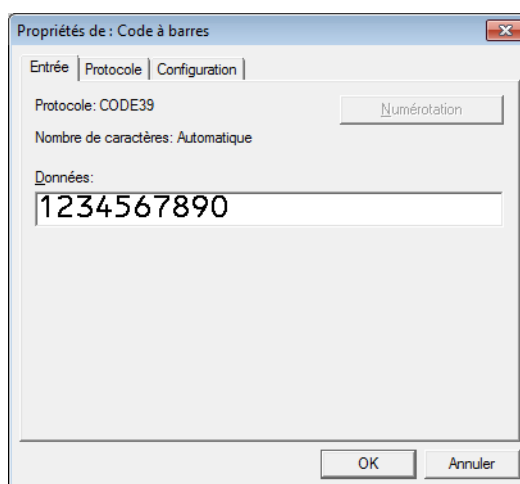 Propriétés de : Code à barres
Entrée Protocole Configuration
Protocole: CODE39 Numérotation
Nombre de caractères: Automatique
Données:
1234567890
OK Annuler